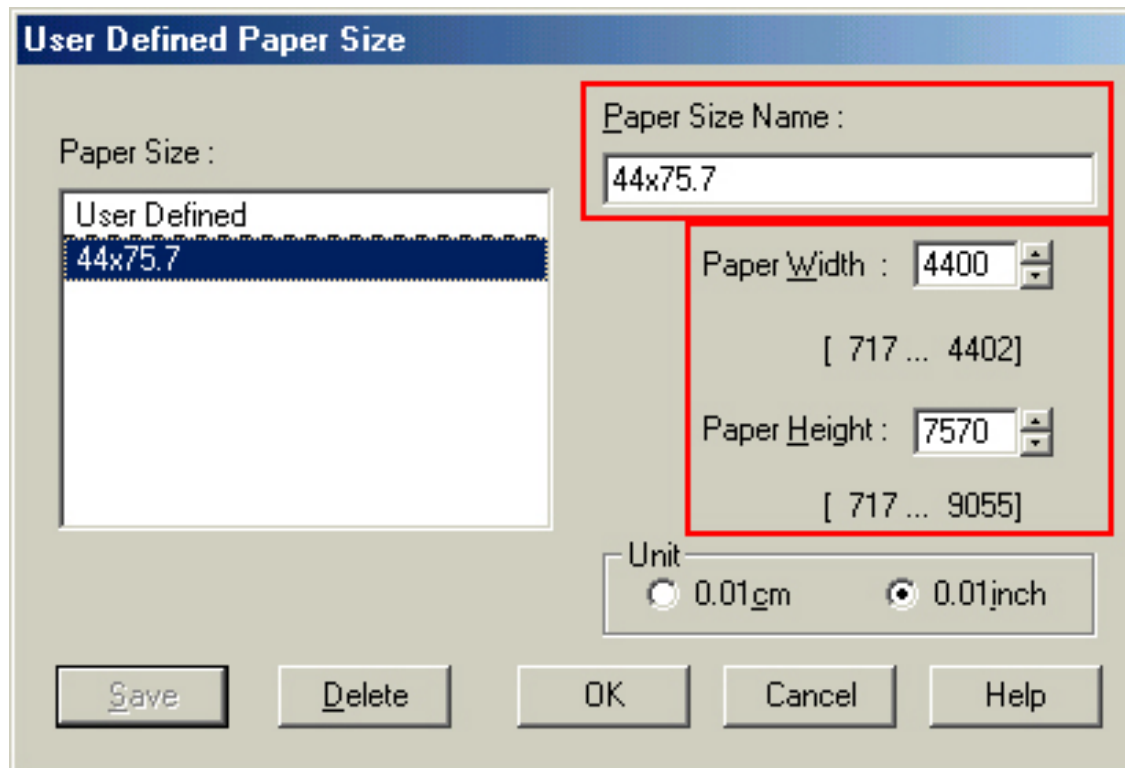 User Defined Paper Size
Paper Size :
User Defined
44x75.7
Paper Size Name :
44x75.7
Paper Width : 4400
[ 717 ... 4402]
Paper Height : 7570
[ 717 ... 9055]
Unit
0.01cm 0.01inch
Save Delete OK Cancel Help